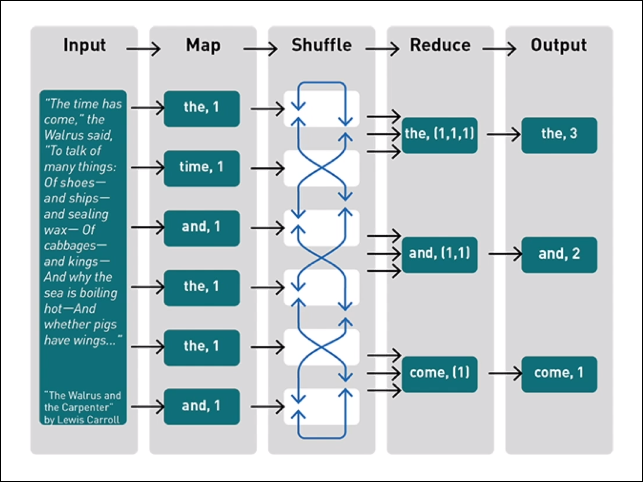 Input Map Shuffle Reduce Output
"The time has
come," the
Walrus said,
"To talk of
many things:
Of shoes—
and ships—
and sealing
wax— Of
cabbages—
and kings—
And why the
sea is boiling
hot—And
whether pigs
have wings..."
"The Walrus and
the Carpenter"
by Lewis Carroll
the, 1
time, 1
and, 1
the, 1
the, 1
and, 1
the, (1,1,1)
and, (1,1)
come, (1)
the, 3
and, 2
come, 1